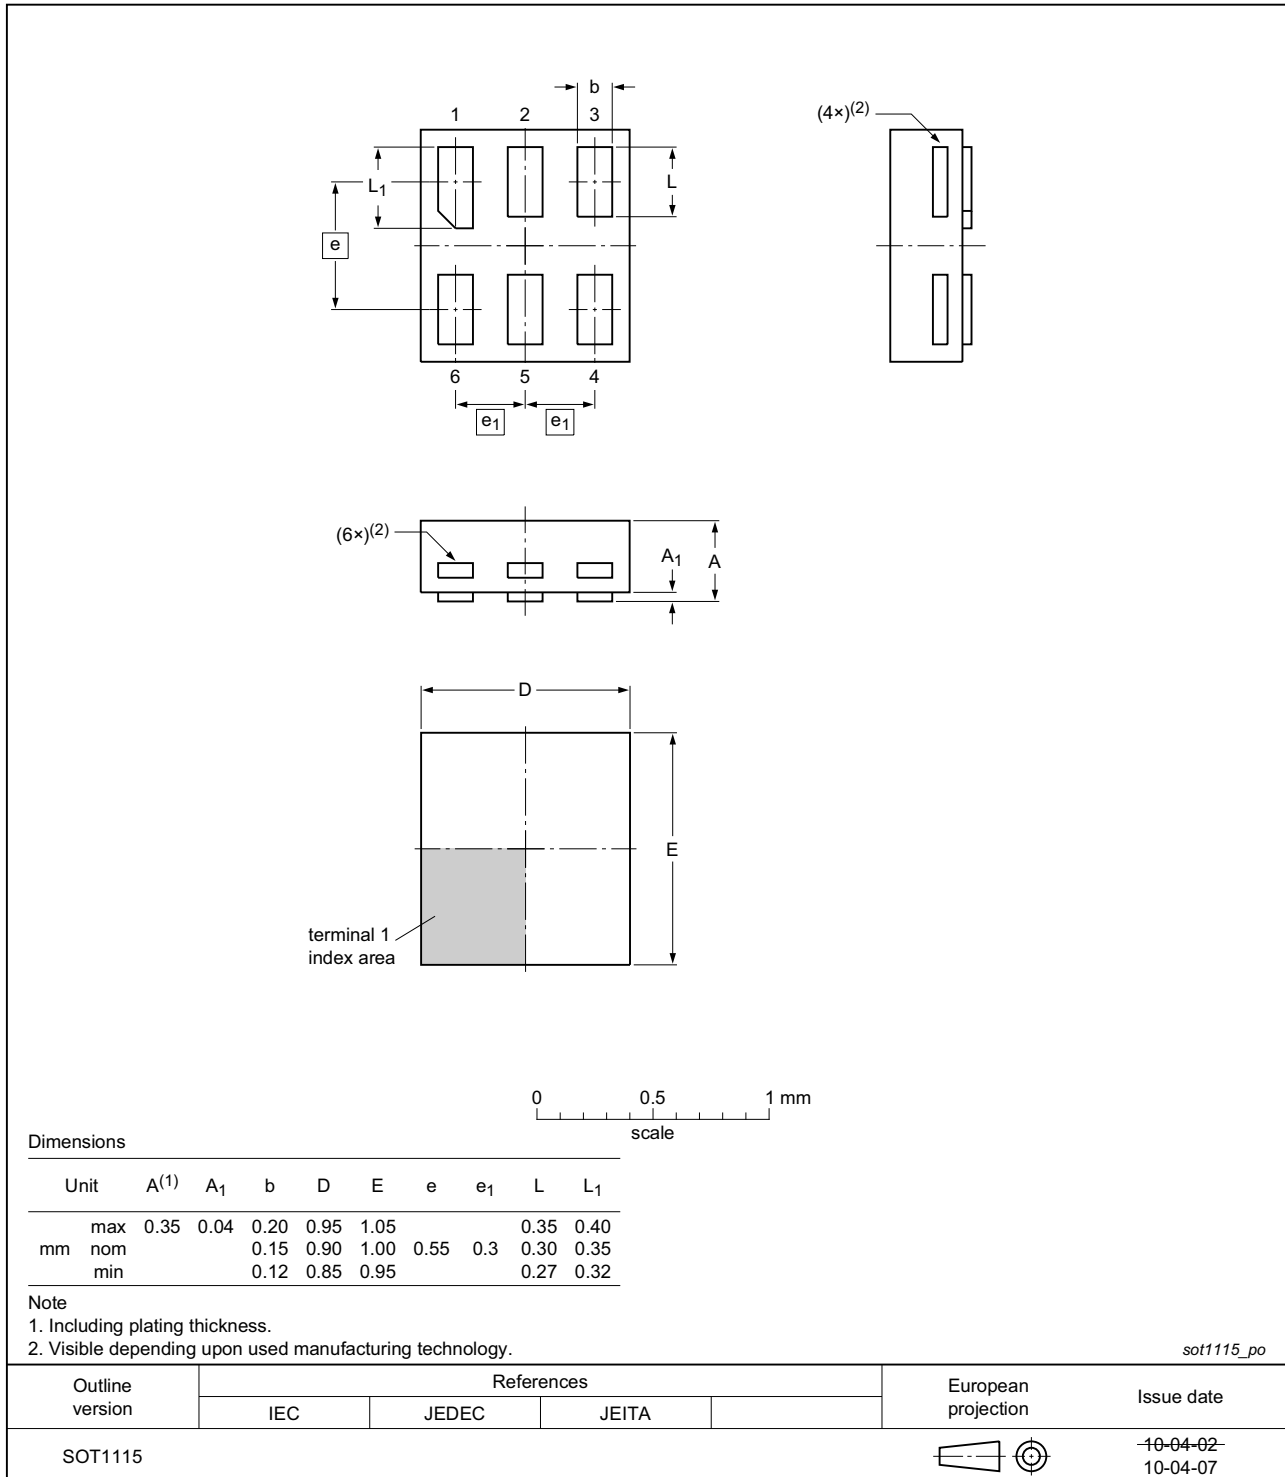 b
1 2 3
(4×)(2)
L1
L
e
6 5 4
e1 e1
(6×)(2)
A1
A
D
E
terminal 1
index area
0 0.5 1 mm
scale
Dimensions
Unit A(1) A1 b D E e e1 L L1
max 0.35 0.04 0.20 0.95 1.05 0.35 0.40
mm nom 0.15 0.90 1.00 0.55 0.3 0.30 0.35
min 0.12 0.85 0.95 0.27 0.32
Note
1. Including plating thickness.
2. Visible depending upon used manufacturing technology.
sot1115_po
Outline
version
References
IEC JEDEC JEITA
European
projection
Issue date
SOT1115
10-04-02
10-04-07